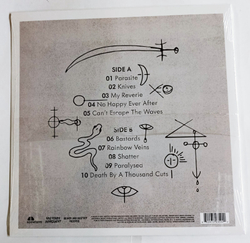 SIDE A
01 Parasite
02 Knives
03 My Reverie
04 No Happy Ever After
05 Can't Escape The Waves
SIDE B
06 Bastards
07 Rainbow Veins
08 Shatter
09 Paralysed
10 Death By A Thousand Cuts